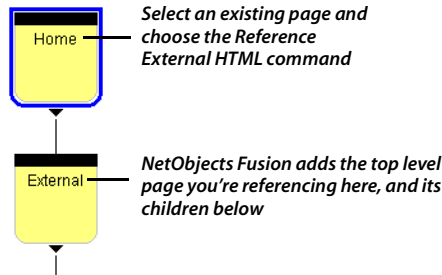 Home
Select an existing page and
choose the Reference
External HTML command
External
NetObjects Fusion adds the top level
page you're referencing here, and its
children below